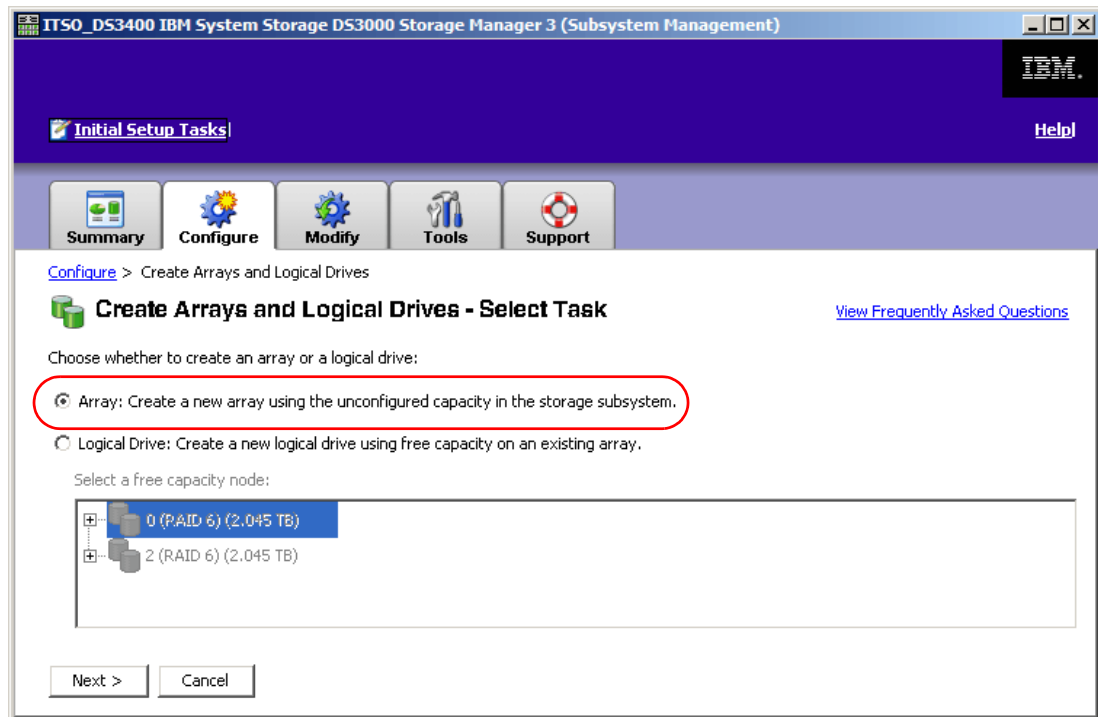 ITSO_DS3400 IBM System Storage DS3000 Storage Manager 3 (Subsystem Management)
IBM.
Initial Setup Tasks
Help
Summary
Configure
Modify
Tools
Support
Configure > Create Arrays and Logical Drives
Create Arrays and Logical Drives - Select Task
View Frequently Asked Questions
Choose whether to create an array or a logical drive:
Array: Create a new array using the unconfigured capacity in the storage subsystem.
Logical Drive: Create a new logical drive using free capacity on an existing array.
Select a free capacity node:
0 (RAID 6) (2.045 TB)
2 (RAID 6) (2.045 TB)
Next >
Cancel